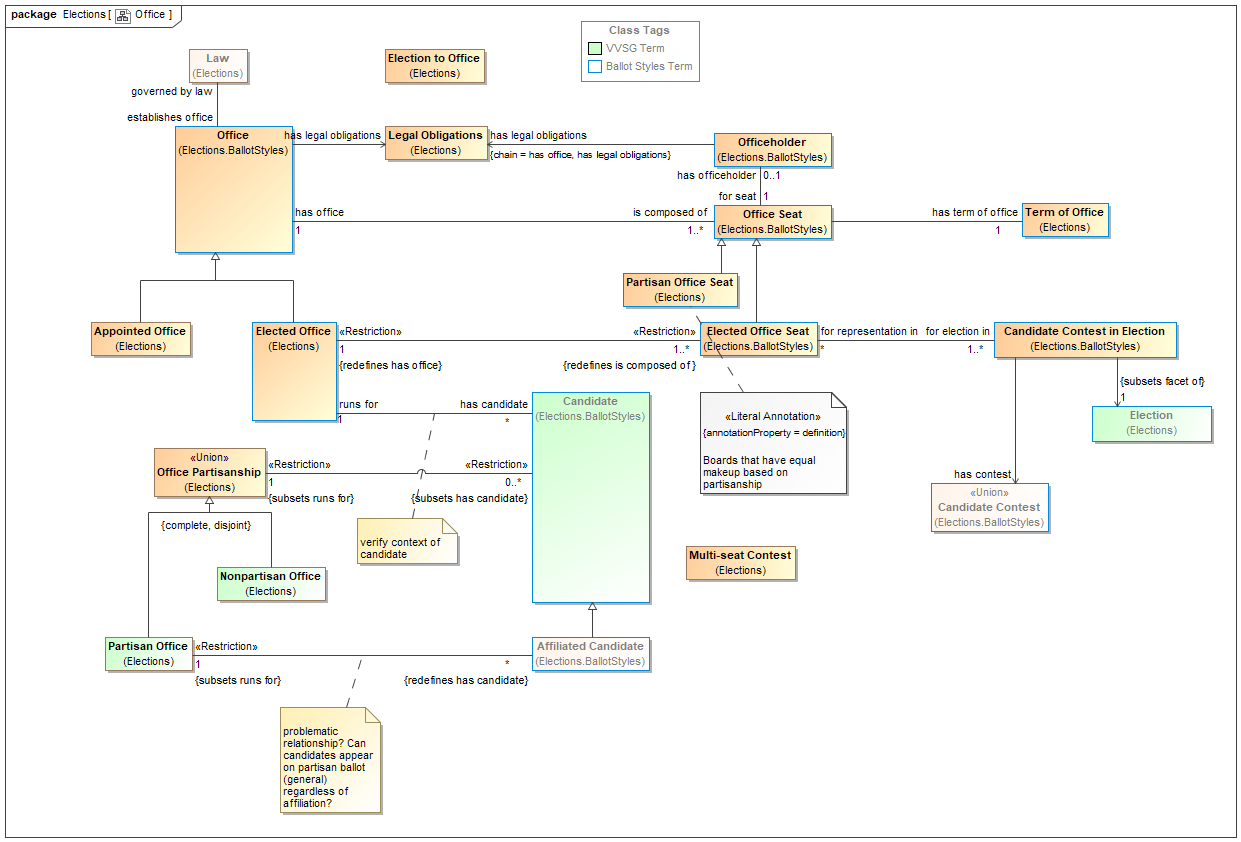 package Elections [ Office ]
Class Tags
VVSG Term
Ballot Styles Term
Law
(Elections)
Election to Office
(Elections)
governed by law
establishes office
Office
(Elections.BallotStyles)
has legal obligations
Legal Obligations
(Elections)
has legal obligations
{chain = has office, has legal obligations}
Officeholder
(Elections.BallotStyles)
has officeholder
0..1
for seat
1
has office
1
is composed of
1..*
Office Seat
(Elections.BallotStyles)
has term of office
1
Term of Office
(Elections)
Partisan Office Seat
(Elections)
Appointed Office
(Elections)
Elected Office
(Elections)
«Restriction»
1
{redefines has office}
«Restriction»
1..*
{redefines is composed of }
Elected Office Seat
(Elections.BallotStyles)
for representation in
*
for election in
1..*
Candidate Contest in Election
(Elections.BallotStyles)
{subsets facet of}
1
Election
(Elections)
has contest
«Union»
Candidate Contest
(Elections.BallotStyles)
runs for
1
has candidate
*
Candidate
(Elections.BallotStyles)
«Literal Annotation»
{annotationProperty = definition}
Boards that have equal
makeup based on
partisanship
«Union»
Office Partisanship
(Elections)
«Restriction»
1
{subsets runs for}
«Restriction»
0..*
{subsets has candidate}
{complete, disjoint}
verify context of
candidate
Nonpartisan Office
(Elections)
Multi-seat Contest
(Elections)
Partisan Office
(Elections)
«Restriction»
1
{subsets runs for}
*
{redefines has candidate}
Affiliated Candidate
(Elections.BallotStyles)
problematic
relationship? Can
candidates appear
on partisan ballot
(general)
regardless of
affiliation?